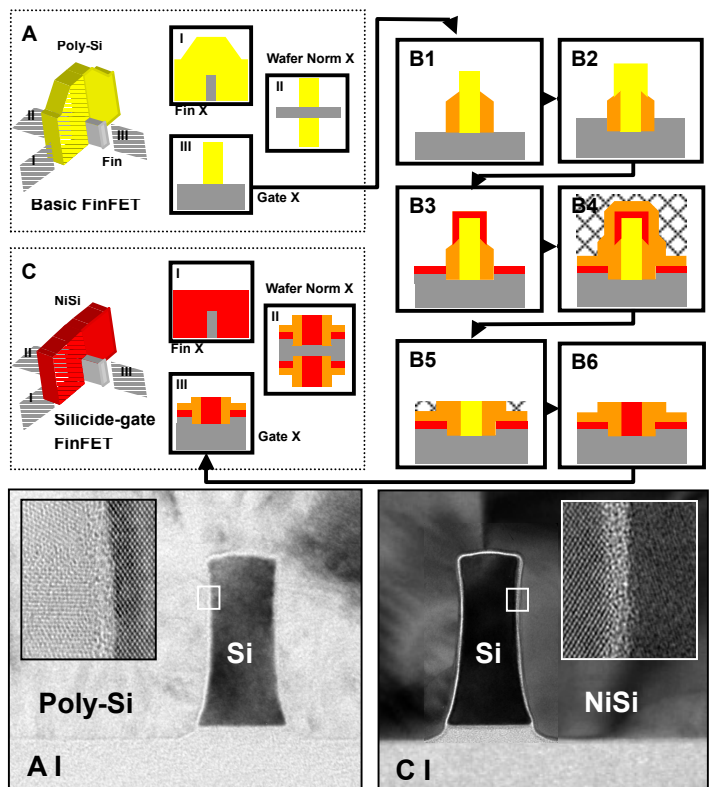 A
Poly-Si
II
I
III
Fin
Basic FinFET
I
Fin X
Wafer Norm X
II
III
Gate X
B1
B2
B3
B4
B5
B6
C
NiSi
II
I
III
Silicide-gate
FinFET
I
Fin X
Wafer Norm X
II
III
Gate X
Si
Poly-Si
A I
Si
NiSi
C I